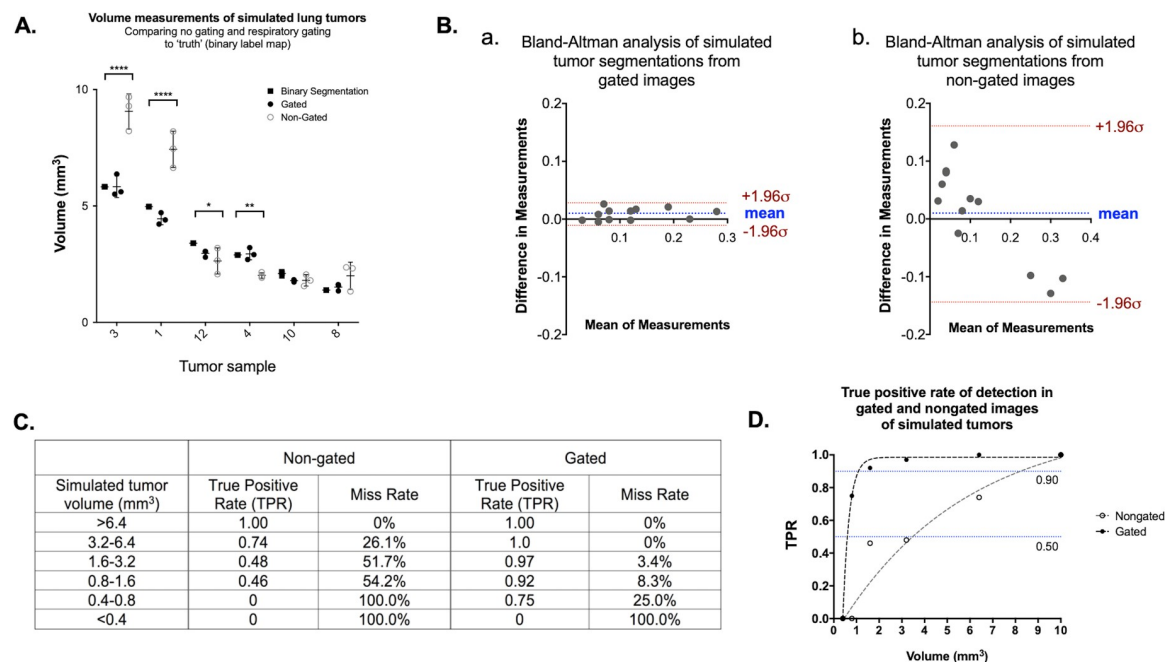 A.
Volume measurements of simulated lung tumors
Comparing no gating and respiratory gating
to 'truth' (binary label map)
****
****
*
**
Binary Segmentation
Gated
Non-Gated
10
5
0
Volume (mm³)
3
1
12
4
10
8
Tumor sample
B.
a.
Bland-Altman analysis of simulated
tumor segmentations from
gated images
0.2
0.1
0.0
-0.1
-0.2
Difference in Measurements
+1.96σ
mean
-1.96σ
0.1
0.2
0.3
Mean of Measurements
b.
Bland-Altman analysis of simulated
tumor segmentations from
non-gated images
0.2
0.1
0.0
-0.1
-0.2
Difference in Measurements
+1.96σ
mean
-1.96σ
0.1
0.2
0.3
0.4
Mean of Measurements
C.
Non-gated Gated
Simulated tumor
volume (mm³)
True Positive
Rate (TPR)
Miss Rate
True Positive
Rate (TPR)
Miss Rate
>6.4 1.00 0% 1.00 0%
3.2-6.4 0.74 26.1% 1.0 0%
1.6-3.2 0.48 51.7% 0.97 3.4%
0.8-1.6 0.46 54.2% 0.92 8.3%
0.4-0.8 0 100.0% 0.75 25.0%
<0.4 0 100.0% 0 100.0%
D.
True positive rate of detection in
gated and nongated images
of simulated tumors
1.0
0.8
0.6
0.4
0.2
0.0
TPR
0.90
0.50
Nongated
Gated
0 1 2 3 4 5 6 7 8 9 10
Volume (mm³)